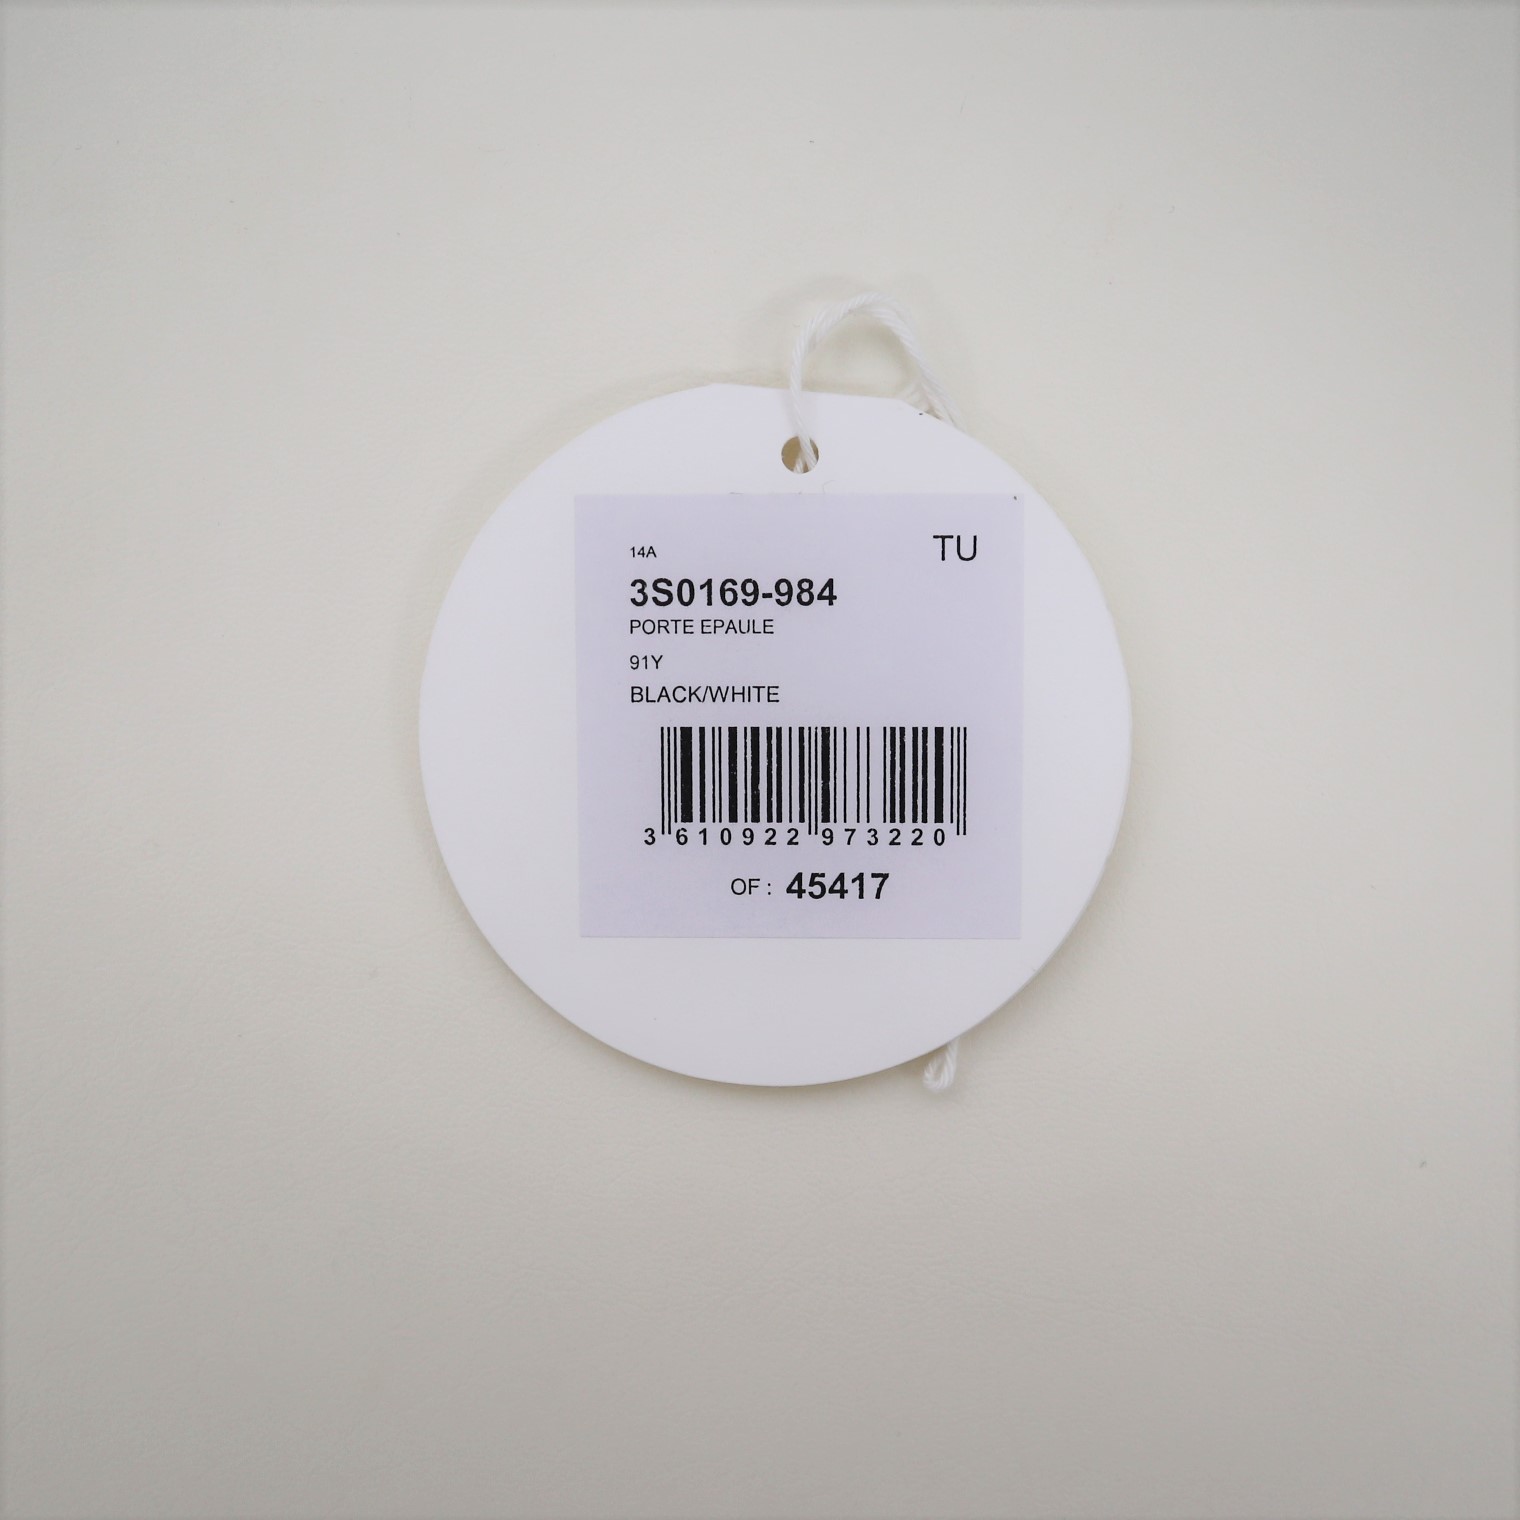 14A
TU
3S0169-984
PORTE EPAULE
91Y
BLACK/WHITE
3 610922 973220
OF : 45417